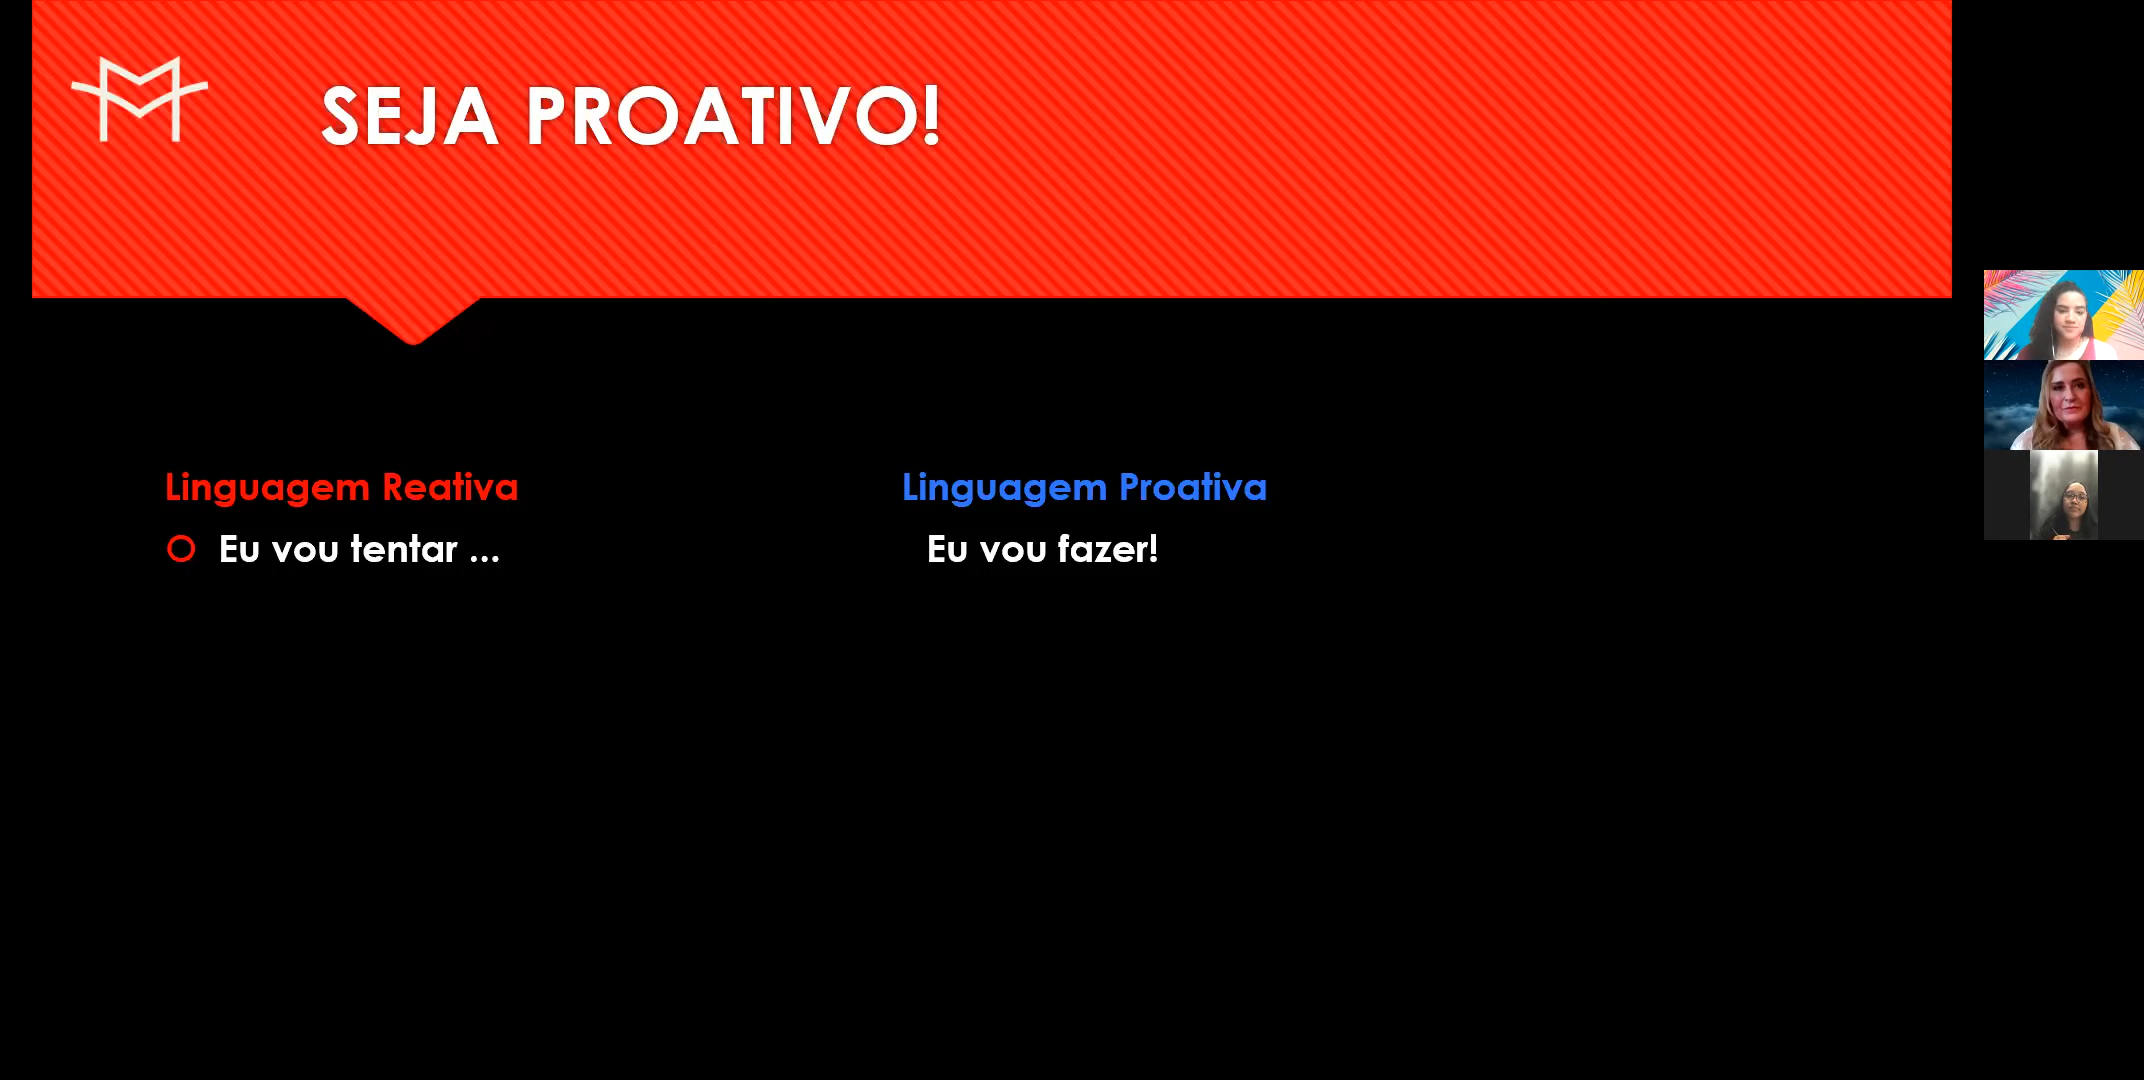 SEJA PROATIVO!
Linguagem Reativa
Eu vou tentar ...
Linguagem Proativa
Eu vou fazer!